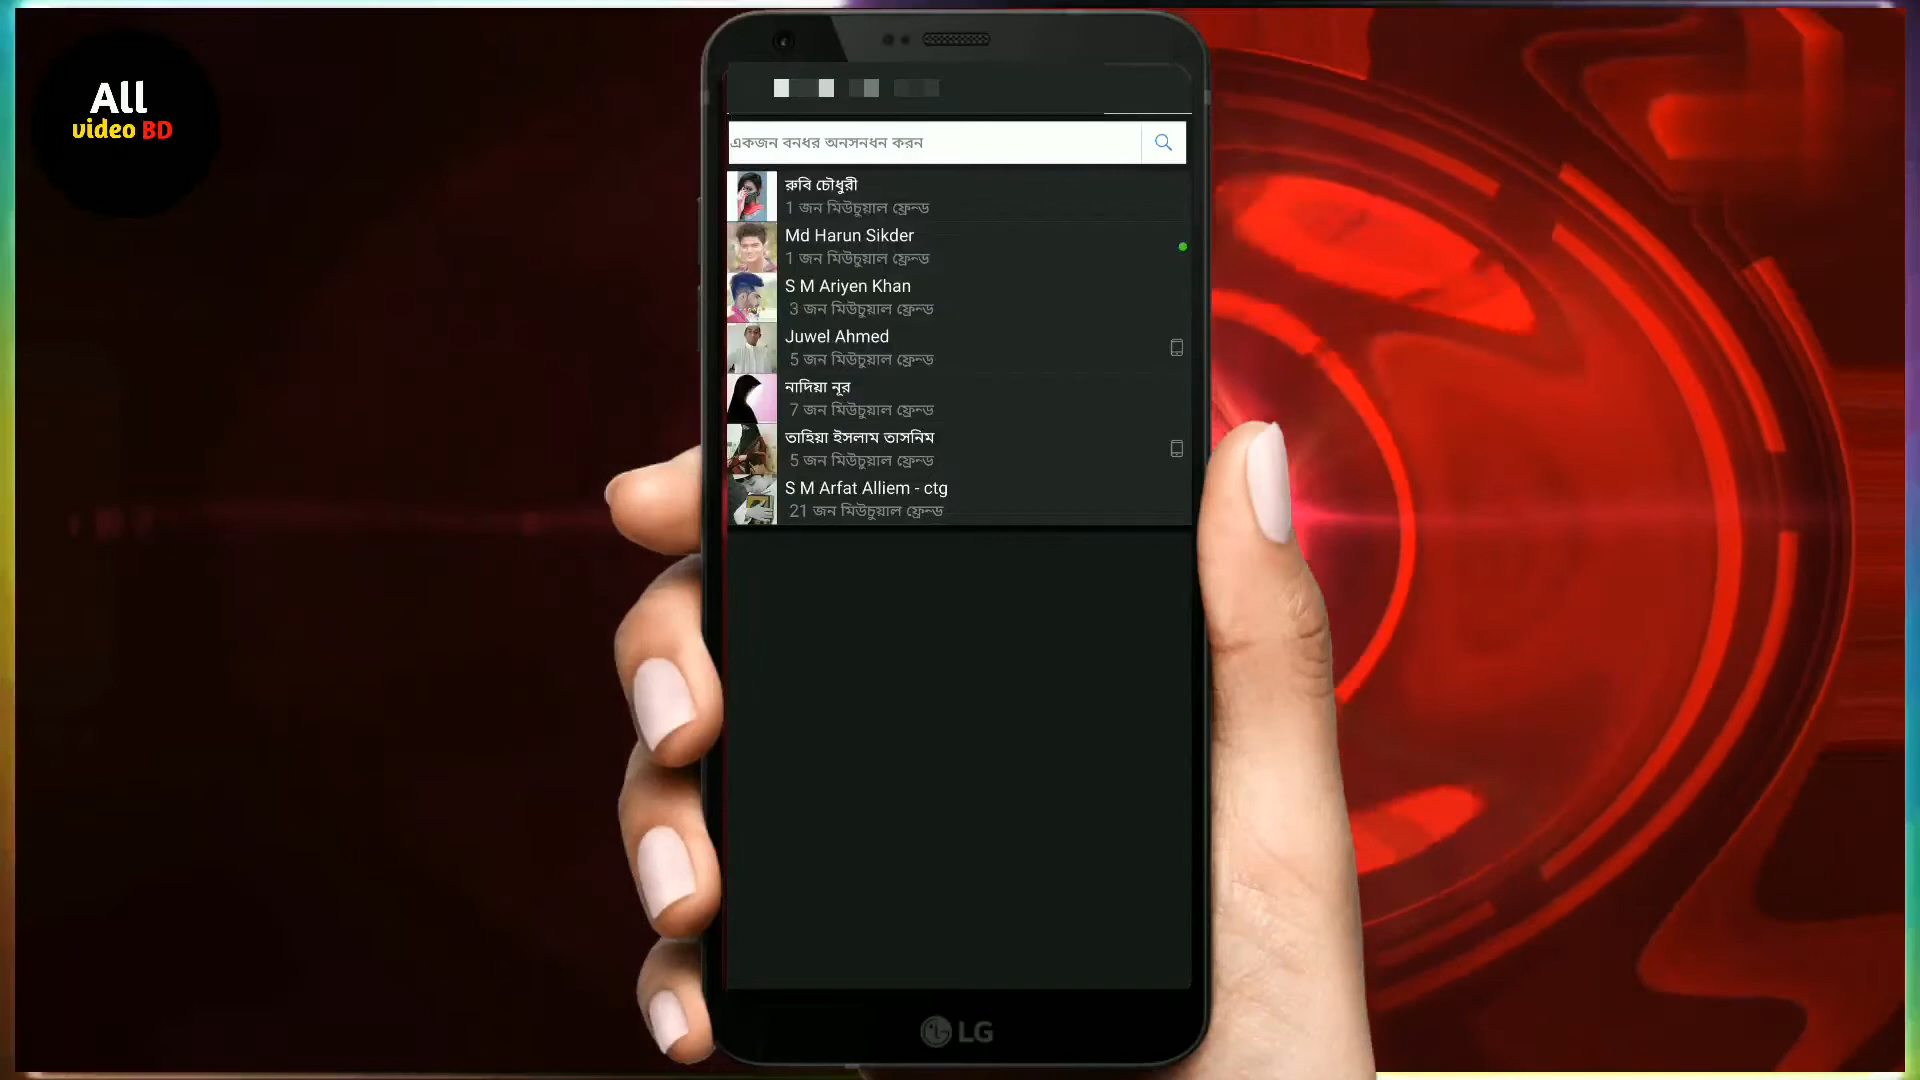 All
video BD
একজন বনধর অনসনধন করন
রুবি চৌধুরী
1 জন মিউচুয়াল ফ্রেন্ড
Md Harun Sikder
1 জন মিউচুয়াল ফ্রেন্ড
S M Ariyen Khan
3 জন মিউচুয়াল ফ্রেন্ড
Juwel Ahmed
5 জন মিউচুয়াল ফ্রেন্ড
নাদিয়া নূর
7 জন মিউচুয়াল ফ্রেন্ড
তাহিয়া ইসলাম তাসনিম
5 জন মিউচুয়াল ফ্রেন্ড
S M Arfat Alliem - ctg
21 জন মিউচুয়াল ফ্রেন্ড
LG